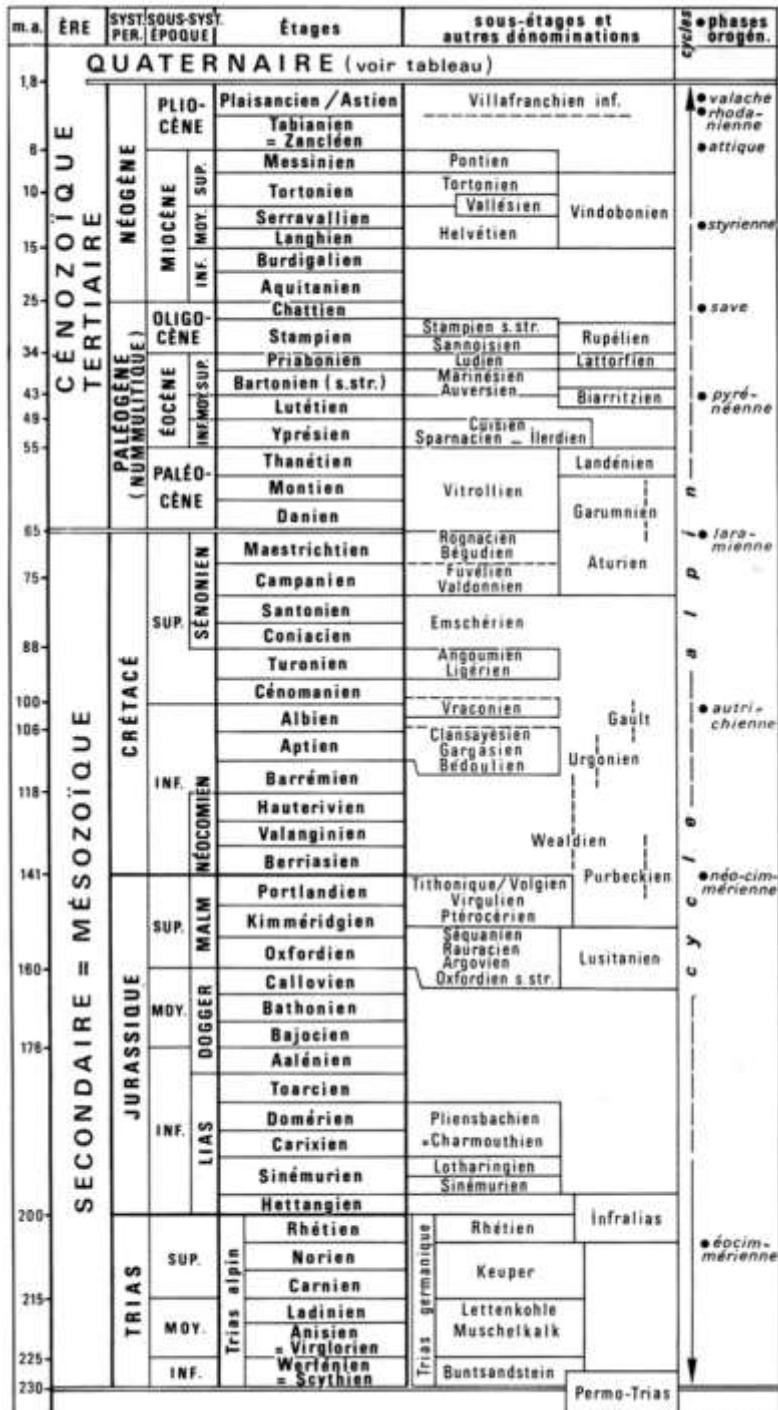 m.a. ÈRE SYST. PER. SOUS-SYST. ÉPOQUE Étages sous-étages et autres dénominations cycles phases orogén.
QUATERNAIRE (voir tableau)
1,8
CÉNOZOÏQUE
TERTIAIRE
NÉOGÈNE
PLIOCÈNE
Plaisancien / Astien Villafranchien inf. valache
Tabianien rhodanienne
= Zancléen
6 attique
MIOCÈNE
SUP.
Messinien Pontien
10 Tortonien Tortonien
Vallésien Vindobonien
MOY.
Serravallien styrienne
Langhien Helvétien
15
INF.
Burdigalien
Aquitanien
25
PALÉOGÈNE
(NUMMULITIQUE)
OLIGOCÈNE
Chattien save
Stampien Stampien s.str. Rupélien
Sannoisien
34
ÉOCÈNE
SUP.
Priabonien Ludien Lattorfien
Bartonien (s.str.) Marinésien
Auversien Biarritzien
43 pyrénéenne
MOY.
Lutétien
49
INF.
Yprésien Cuisien
Sparnacien — Ilerdien
55
PALÉOCÈNE
Thanétien Landénien
Montien Vitrollien
Danien Garumnien
65 laramienne
SECONDAIRE = MÉSOZOÏQUE
CRÉTACÉ
SUP.
SÉNONIEN
Maestrichtien Rognacien
Bégudien Aturien
75 Campanien Fuvélien
Valdonnien
Santonien Emschérien
Coniacien
88
Turonien Angoumien
Ligérien
Cénomanien
100 Vraconien autrichienne
INF.
Albien Gault
106 Clansayésien
Aptien Gargasien Urgonien
Bédoulien
Barrémien
118
NÉOCOMIEN
Hauterivien
Valanginien Wealdien
Berriasien Purbeckien
141 néo-cimmérienne
JURASSIQUE
SUP.
MALM
Portlandien Tithonique/Volgien
Virgulien
Kimméridgien Ptérocérien
Oxfordien Séquanien
Rauracien Lusitanien
Argovien
Oxfordien s.str.
160
MOY.
DOGGER
Callovien
Bathonien
Bajocien
176
INF.
Aalénien
LIAS
Toarcien
Domérien Pliensbachien
Carixien =Charmouthien
Sinémurien Lotharingien
Sinémurien
Hettangien Infralias
200
TRIAS
Trias alpin
Trias germanique
SUP.
Rhétien Rhétien éocimmérienne
Norien Keuper
Carnien
215
MOY.
Ladinien Lettenkohle
Anisien Muschelkalk
= Virglorien
225
INF.
Werfénien Buntsandstein
= Scythien
230 Permo-Trias
cycle alpin